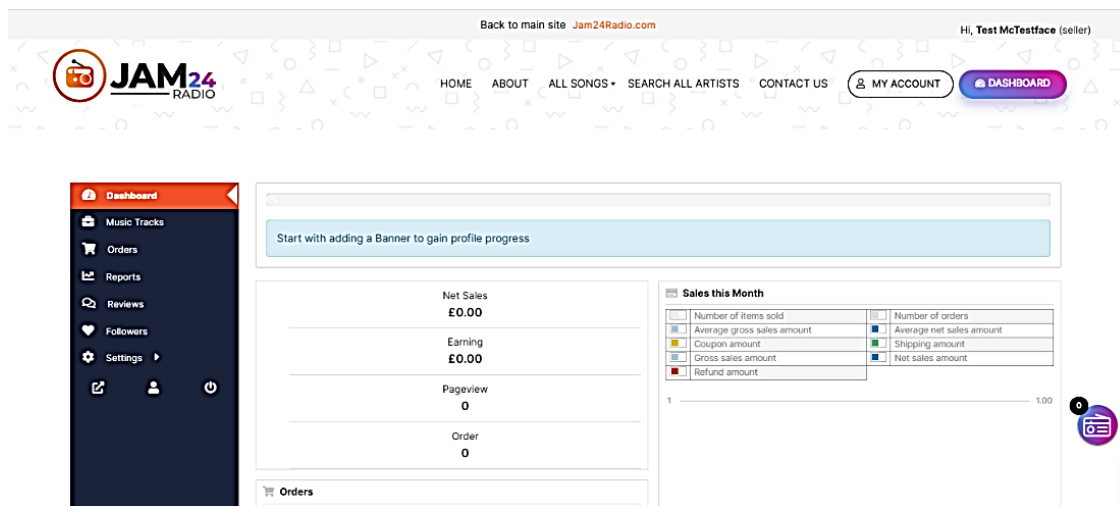 Back to main site Jam24Radio.com
Hi, Test McTestface (seller)
JAM24
RADIO
HOME ABOUT ALL SONGS SEARCH ALL ARTISTS CONTACT US MY ACCOUNT DASHBOARD
Dashboard
Music Tracks
Orders
Reports
Reviews
Followers
Settings
Start with adding a Banner to gain profile progress
Net Sales
£0.00
Earning
£0.00
Pageview
0
Order
0
Orders
Sales this Month
Number of items sold Number of orders
Average gross sales amount Average net sales amount
Coupon amount Shipping amount
Gross sales amount Net sales amount
Refund amount
1 1.00
0